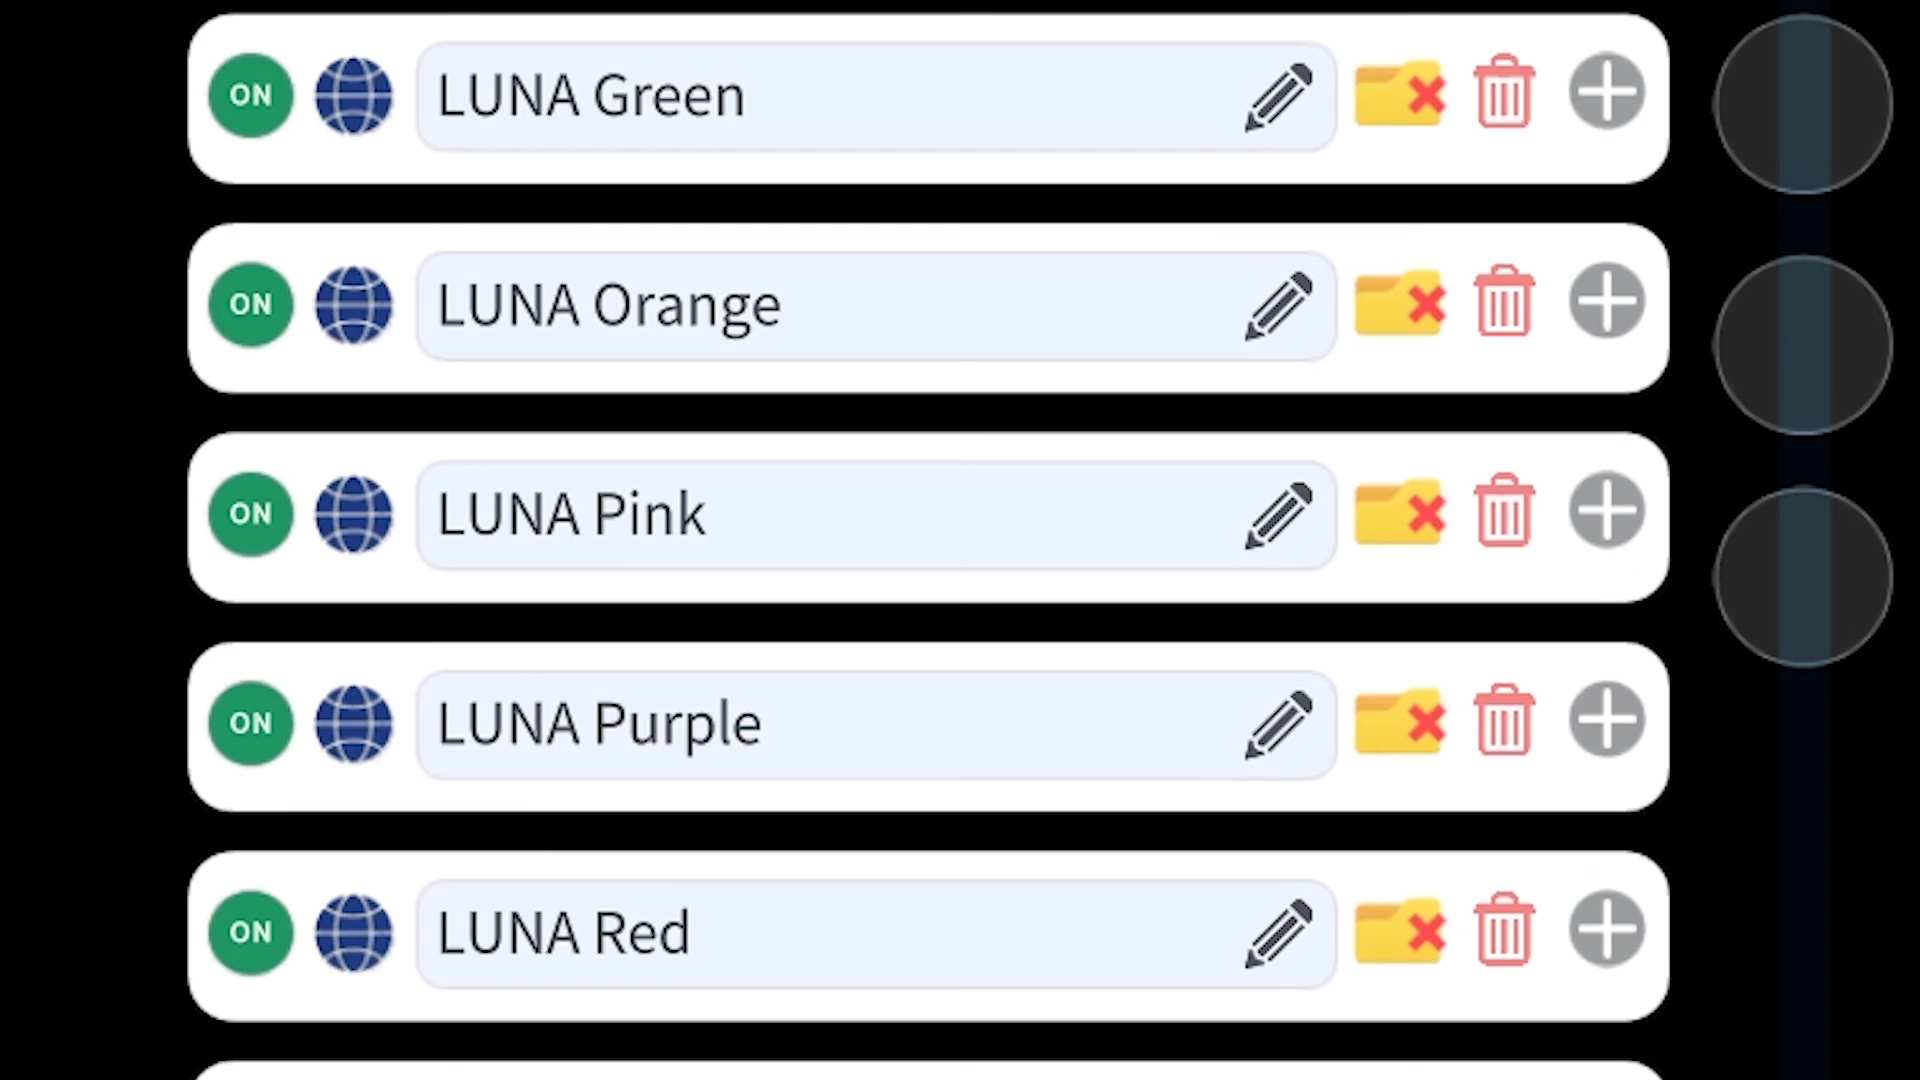 ON LUNA Green
ON LUNA Orange
ON LUNA Pink
ON LUNA Purple
ON LUNA Red